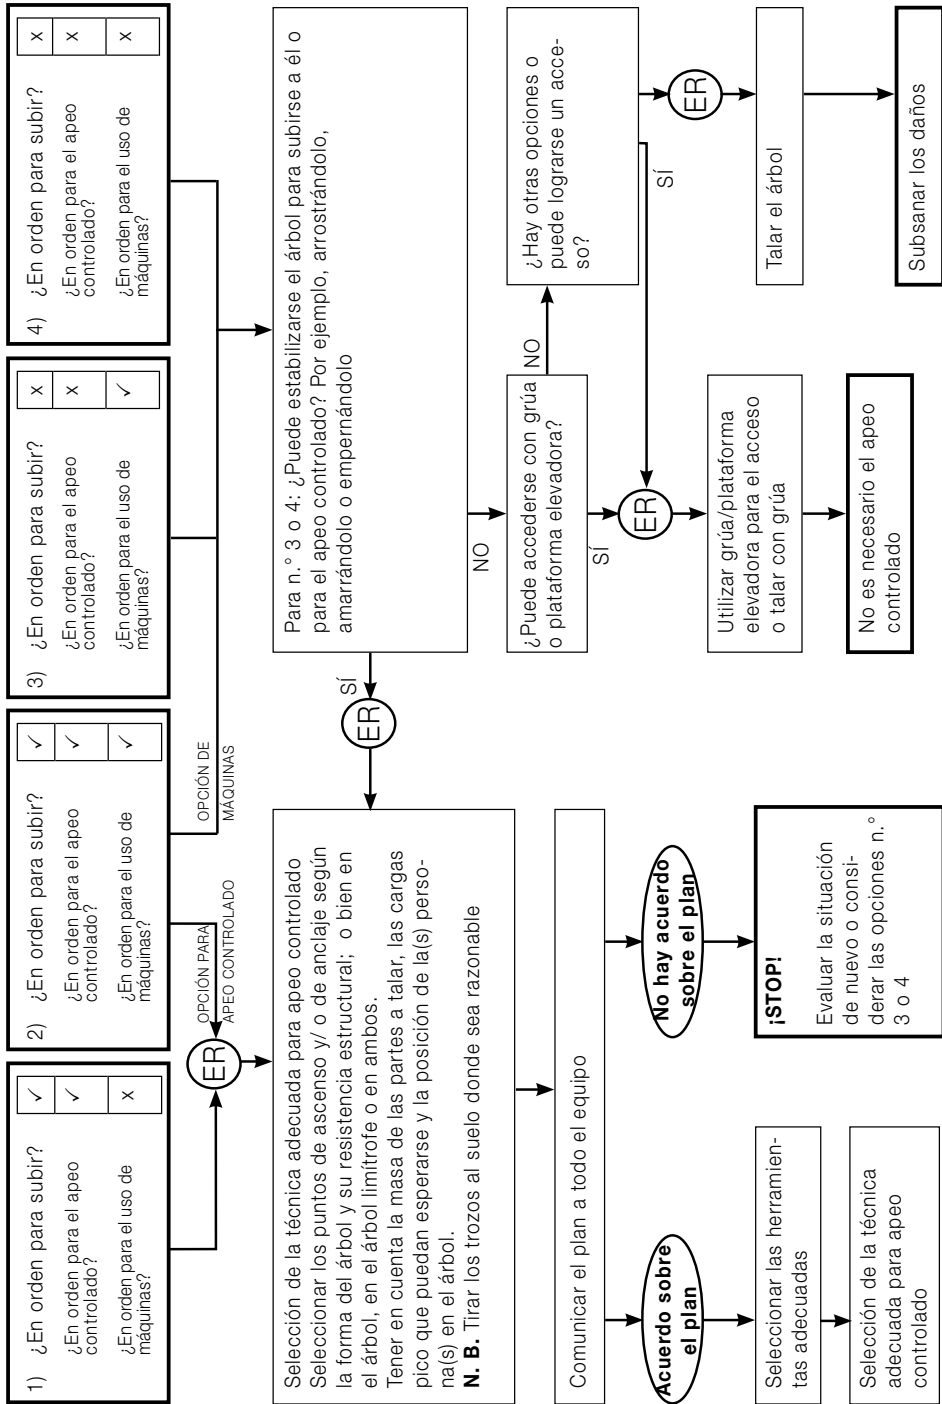 1) ¿En orden para subir? ✓
¿En orden para el apeo
controlado? ✓
¿En orden para el uso de
máquinas? x
2) ¿En orden para subir? ✓
¿En orden para el apeo
controlado? ✓
¿En orden para el uso de
máquinas? ✓
3) ¿En orden para subir? x
¿En orden para el apeo
controlado? x
¿En orden para el uso de
máquinas? ✓
4) ¿En orden para subir? x
¿En orden para el apeo
controlado? x
¿En orden para el uso de
máquinas? x
OPCIÓN PARA
APEO CONTROLADO
OPCIÓN DE
MÁQUINAS
ER
Selección de la técnica adecuada para apeo controlado
Seleccionar los puntos de ascenso y/ o de anclaje según
la forma del árbol y su resistencia estructural; o bien en
el árbol, en el árbol limítrofe o en ambos.
Tener en cuenta la masa de las partes a talar, las cargas
pico que puedan esperarse y la posición de la(s) perso-
na(s) en el árbol.
N. B. Tirar los trozos al suelo donde sea razonable
SÍ
ER
Para n.° 3 o 4: ¿Puede estabilizarse el árbol para subirse a él o
para el apeo controlado? Por ejemplo, arrostrándolo,
amarrándolo o empernándolo
NO
¿Puede accederse con grúa
o plataforma elevadora?
NO
¿Hay otras opciones o
puede lograrse un acce-
so?
SÍ
ER
SÍ
ER
Comunicar el plan a todo el equipo
Acuerdo sobre
el plan
No hay acuerdo
sobre el plan
Utilizar grúa/plataforma
elevadora para el acceso
o talar con grúa
Talar el árbol
Seleccionar las herramien-
tas adecuadas
¡STOP!
Evaluar la situación
de nuevo o consi-
derar las opciones n.°
3 o 4
Selección de la técnica
adecuada para apeo
controlado
No es necesario el apeo
controlado
Subsanar los daños